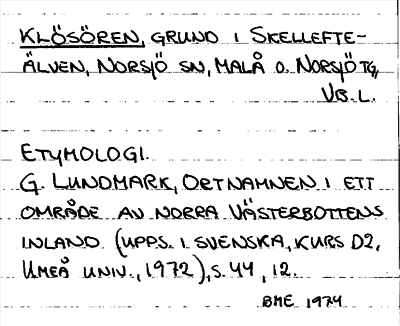 KLÖSÖREN, GRUND I SKELLEFTE-
ÄLVEN, NORSJÖ SN, MALÅ O. NORSJÖ TG,
VB. L.
ETYMOLOGI.
G. LUNDMARK, ORTNAMNEN I ETT
OMRÅDE AV NORRA VÄSTERBOTTENS
INLAND (UPPS. I SVENSKA, KURS D2,
UMEÅ UNIV., 1972), S. 44, 12.
BME 1974